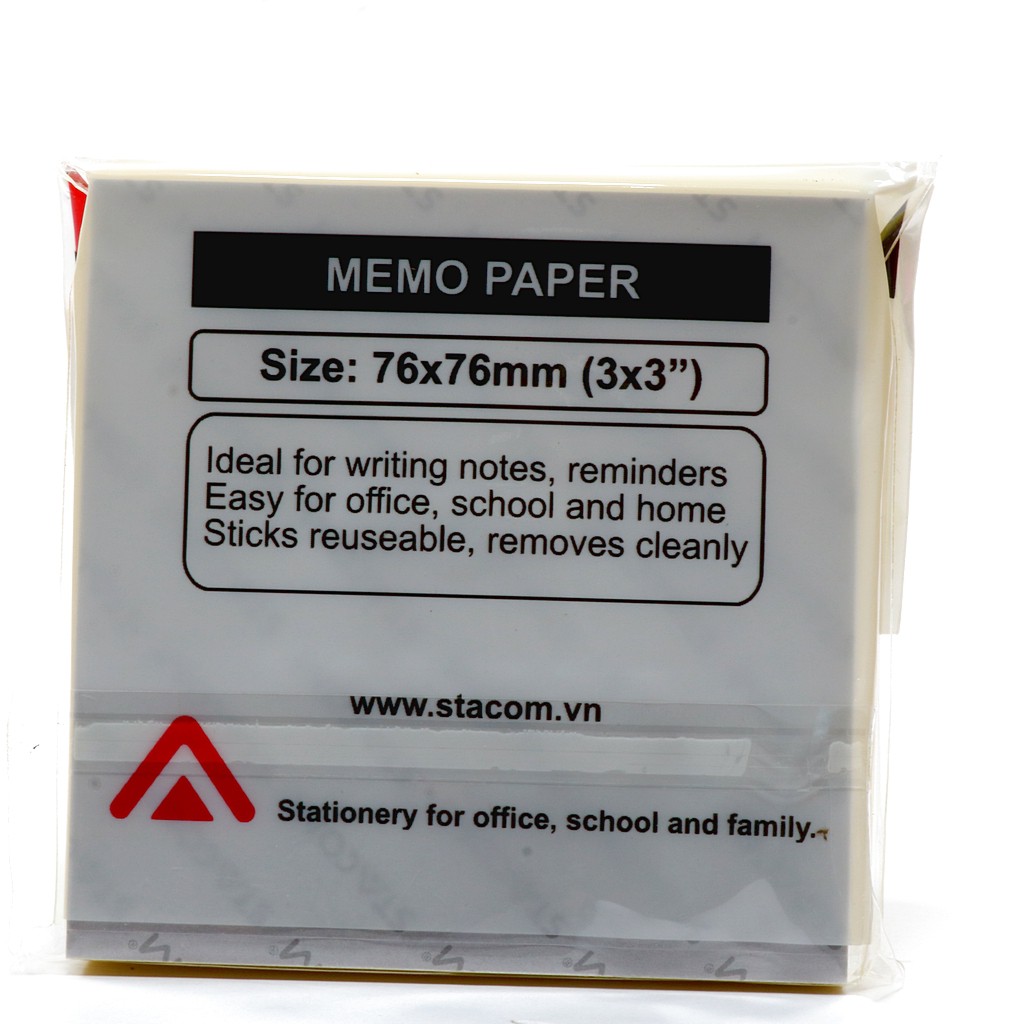 MEMO PAPER
Size: 76x76mm (3x3”)
Ideal for writing notes, reminders
Easy for office, school and home
Sticks reuseable, removes cleanly
www.stacom.vn
Stationery for office, school and family.